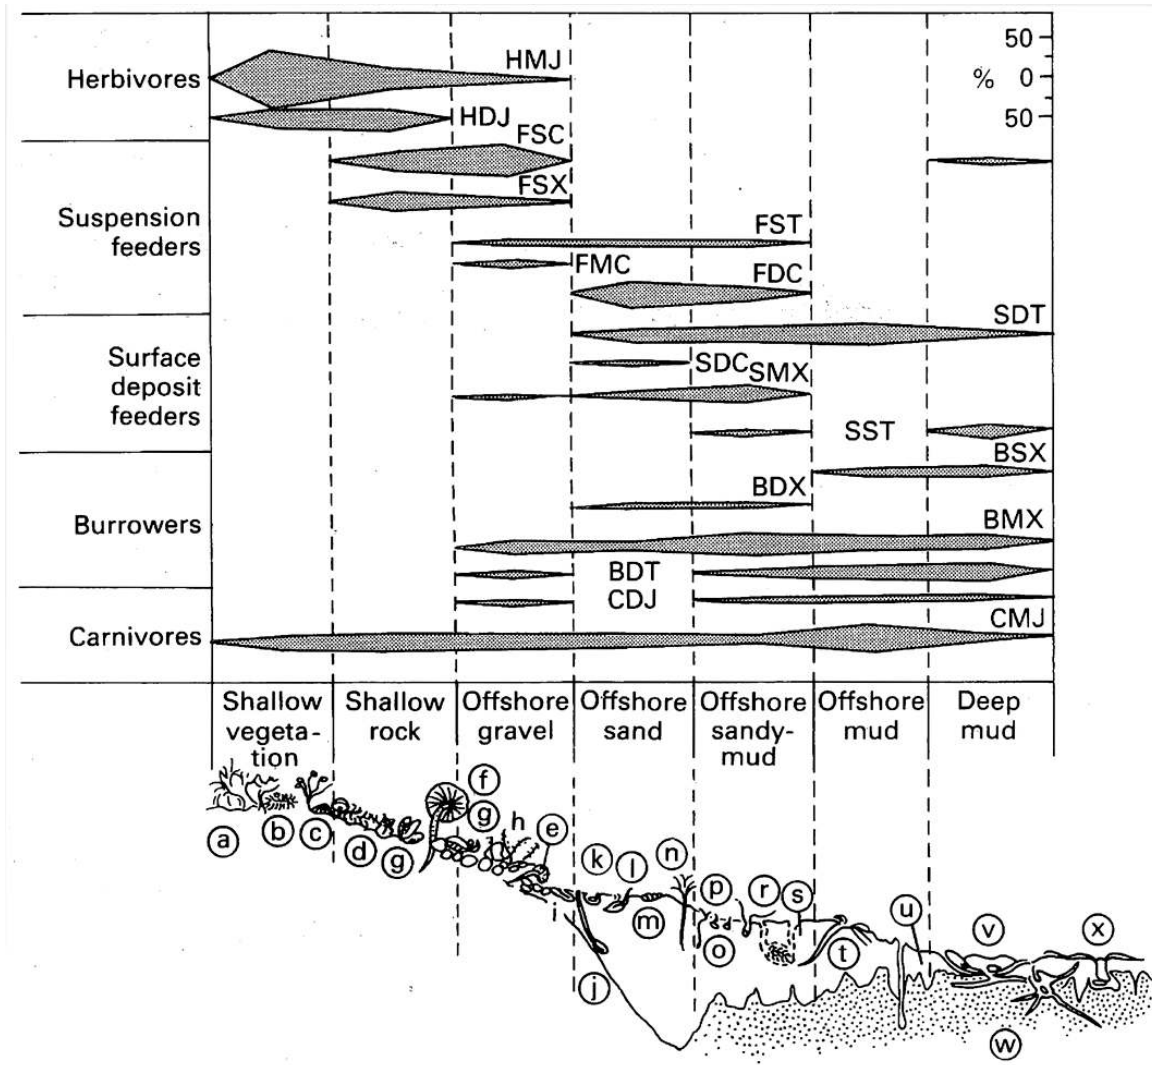 50
HMJ
Herbivores
% 0
HDJ
50
FSC
FSX
Suspension
feeders
FST
FMC
FDC
SDT
Surface
deposit
feeders
SDC
SMX
SST
BSX
BDX
Burrowers
BMX
BDT
CDJ
Carnivores
CMJ
Shallow
vegeta-
tion
Shallow
rock
Offshore
gravel
Offshore
sand
Offshore
sandy-
mud
Offshore
mud
Deep
mud
a
b
c
d
g
f
g
h
e
i
j
k
l
m
n
o
p
r
s
t
u
v
w
x